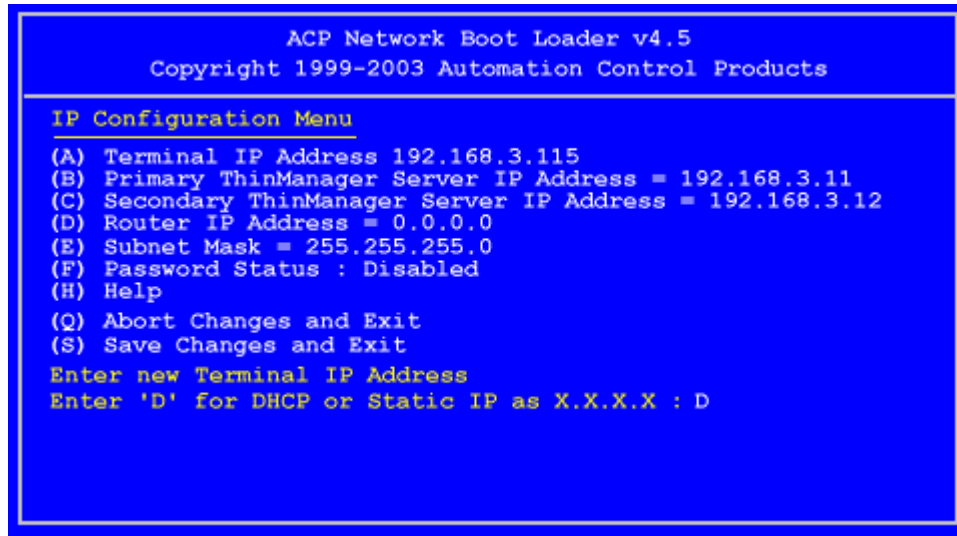 ACP Network Boot Loader v4.5
Copyright 1999-2003 Automation Control Products
IP Configuration Menu
(A) Terminal IP Address 192.168.3.115
(B) Primary ThinManager Server IP Address = 192.168.3.11
(C) Secondary ThinManager Server IP Address = 192.168.3.12
(D) Router IP Address = 0.0.0.0
(E) Subnet Mask = 255.255.255.0
(F) Password Status : Disabled
(H) Help
(Q) Abort Changes and Exit
(S) Save Changes and Exit
Enter new Terminal IP Address
Enter 'D' for DHCP or Static IP as X.X.X.X : D